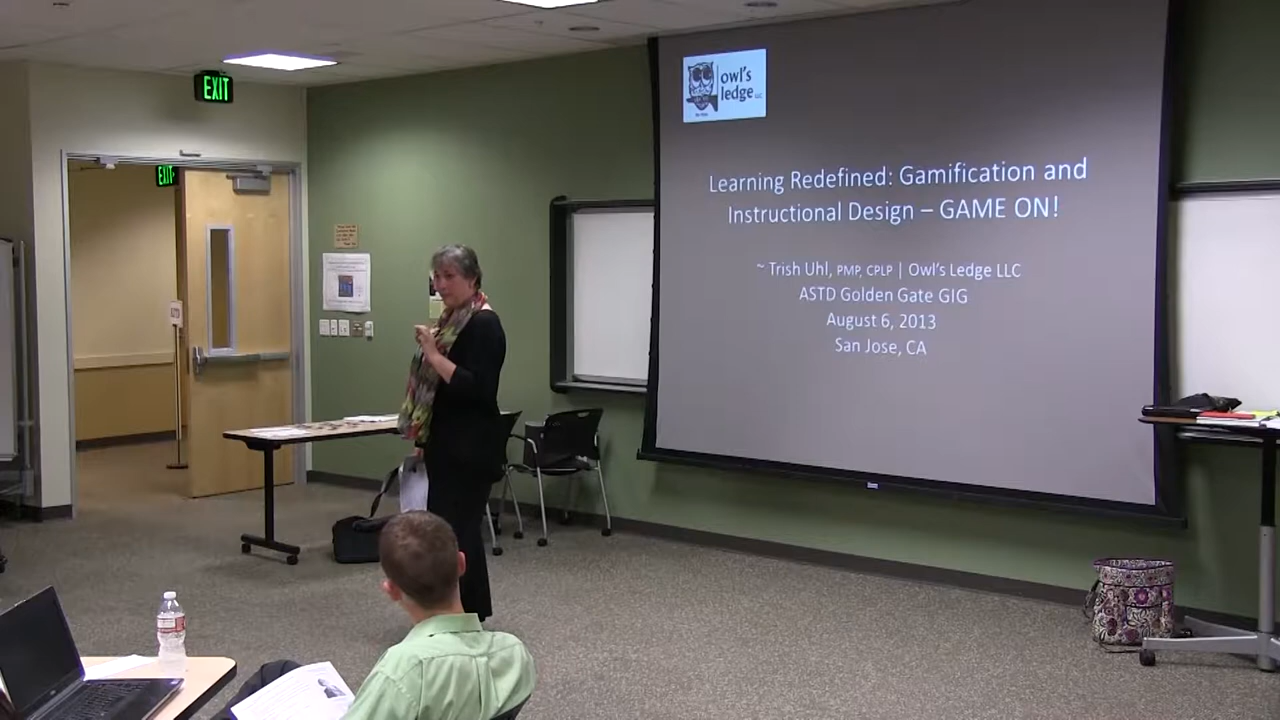 EXIT
EXIT
owl's
ledge LLC
Learning Redefined: Gamification and
Instructional Design – GAME ON!
~ Trish Uhl, PMP, CPLP | Owl's Ledge LLC
ASTD Golden Gate GIG
August 6, 2013
San Jose, CA